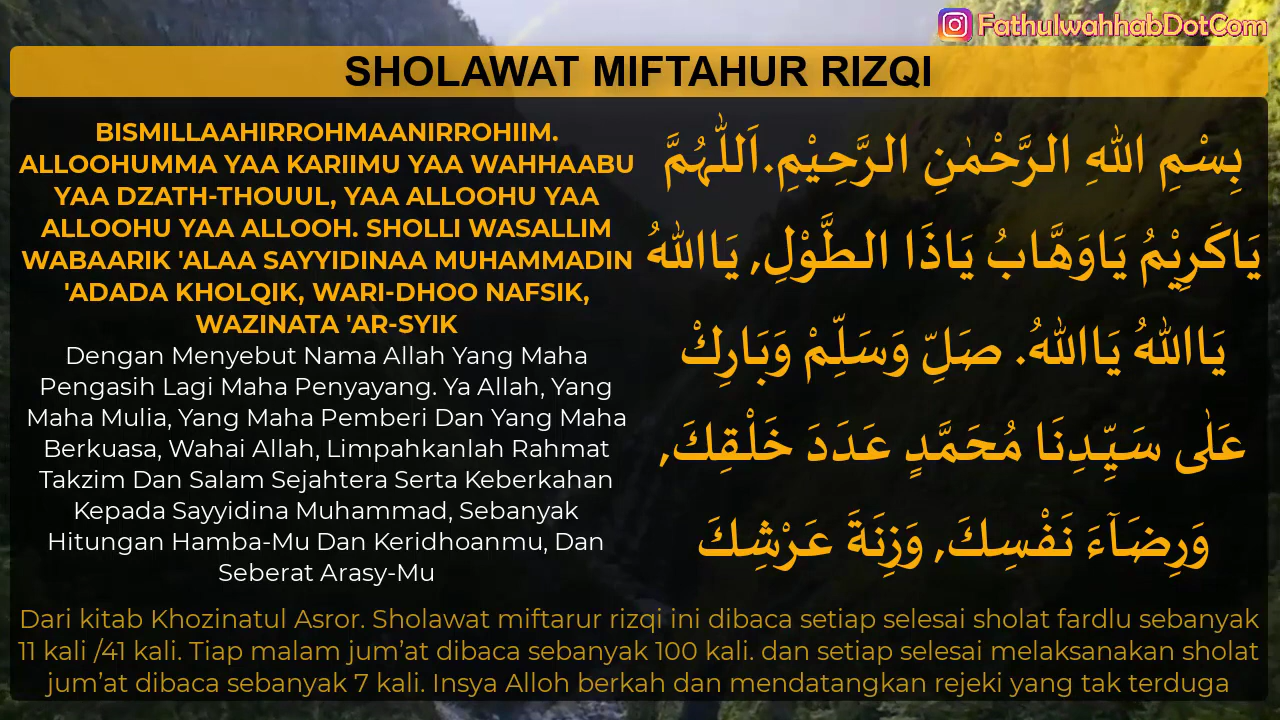 FathulwahhabDotCom
SHOLAWAT MIFTAHUR RIZQI
BISMILLAAHIRROHMAANIRROHIIM.
ALLOOHUMMA YAA KARIIMU YAA WAHHAABU
YAA DZATH-THOUUL, YAA ALLOOHU YAA
ALLOOHU YAA ALLOOH. SHOLLI WASALLIM
WABAARIK 'ALAA SAYYIDINAA MUHAMMADIN
'ADADA KHOLQIK, WARI-DHOO NAFSIK,
WAZINATA 'AR-SYIK
Dengan Menyebut Nama Allah Yang Maha
Pengasih Lagi Maha Penyayang. Ya Allah, Yang
Maha Mulia, Yang Maha Pemberi Dan Yang Maha
Berkuasa, Wahai Allah, Limpahkanlah Rahmat
Takzim Dan Salam Sejahtera Serta Keberkahan
Kepada Sayyidina Muhammad, Sebanyak
Hitungan Hamba-Mu Dan Keridhoanmu, Dan
Seberat Arasy-Mu
بِسْمِ اللهِ الرَّحْمٰنِ الرَّحِيْمِ.اَللّٰهُمَّ
يَاكَرِيْمُ يَاوَهَّابُ يَاذَا الطَّوْلِ, يَااللهُ
يَااللهُ يَااللهُ. صَلِّ وَسَلِّمْ وَبَارِكْ
عَلٰى سَيِّدِنَا مُحَمَّدٍ عَدَدَ خَلْقِكَ,
وَرِضَآءَ نَفْسِكَ, وَزِنَةَ عَرْشِكَ
Dari kitab Khozinatul Asror. Sholawat miftarur rizqi ini dibaca setiap selesai sholat fardlu sebanyak
11 kali /41 kali. Tiap malam jum’at dibaca sebanyak 100 kali. dan setiap selesai melaksanakan sholat
jum’at dibaca sebanyak 7 kali. Insya Alloh berkah dan mendatangkan rejeki yang tak terduga